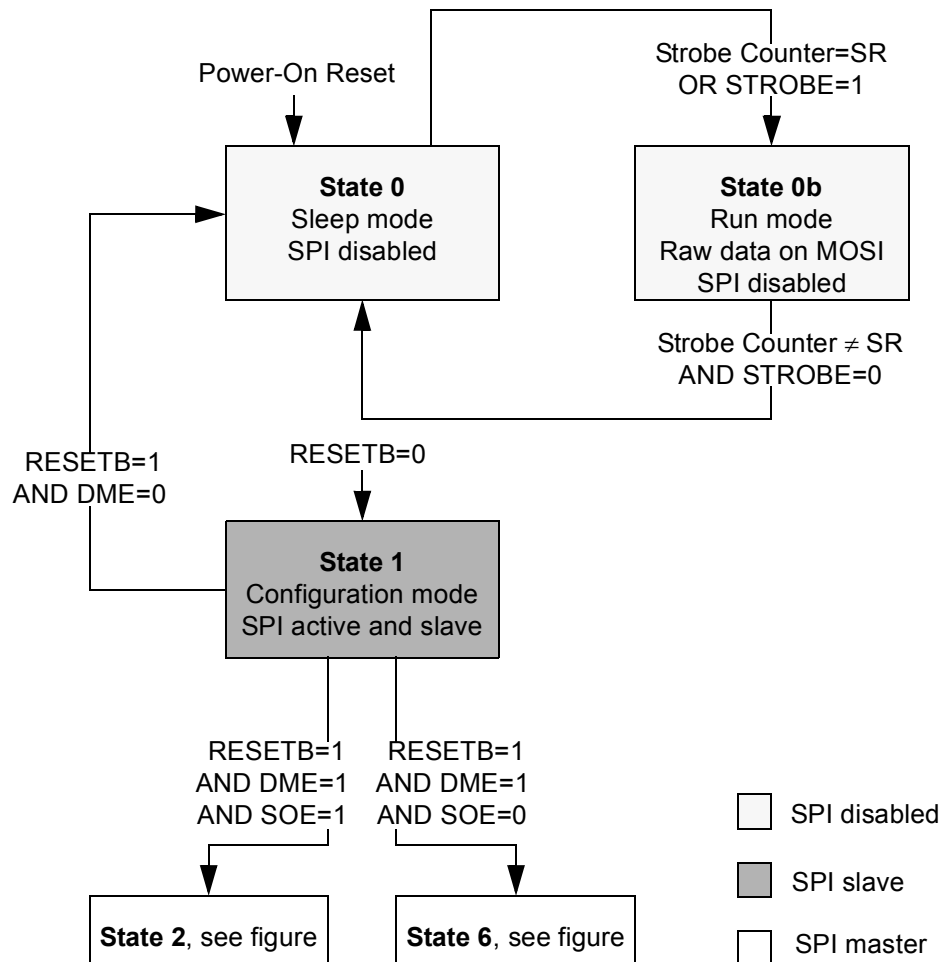 Power-On Reset
Strobe Counter=SR
OR STROBE=1
State 0
Sleep mode
SPI disabled
State 0b
Run mode
Raw data on MOSI
SPI disabled
Strobe Counter ≠ SR
AND STROBE=0
RESETB=1
AND DME=0
RESETB=0
State 1
Configuration mode
SPI active and slave
RESETB=1
AND DME=1
AND SOE=1
RESETB=1
AND DME=1
AND SOE=0
State 2, see figure
State 6, see figure
SPI disabled
SPI slave
SPI master